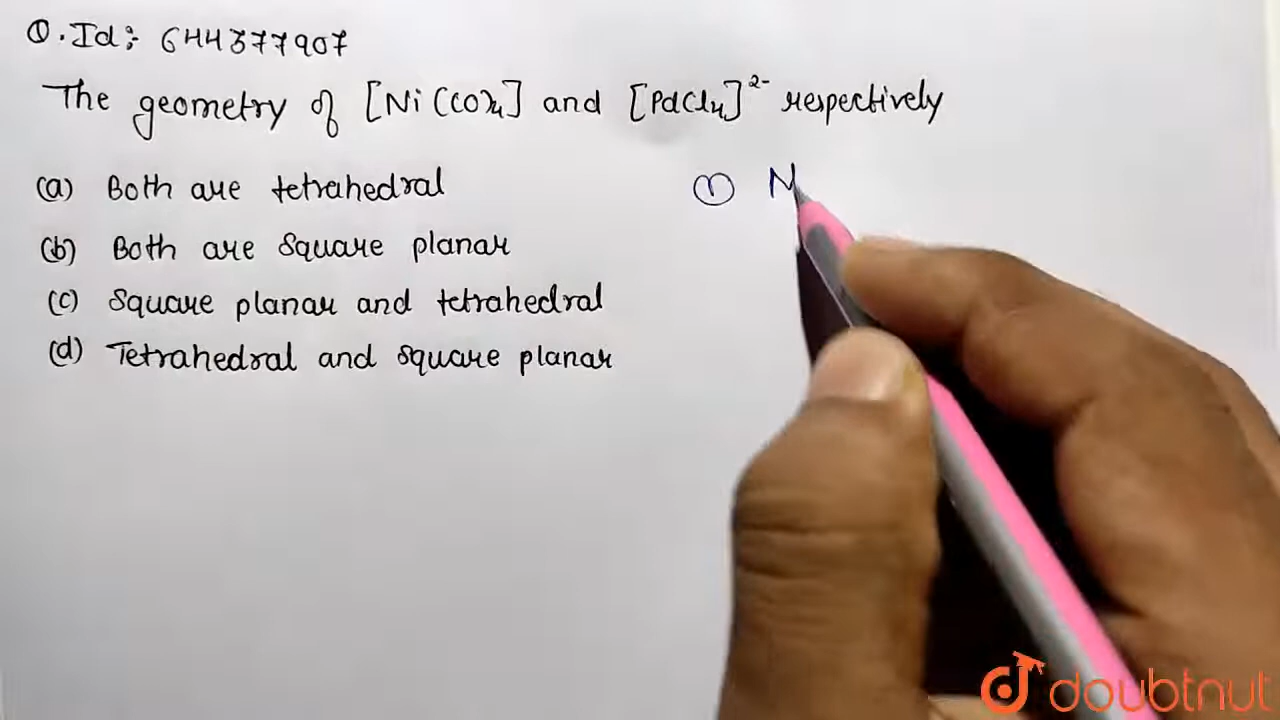 Q.Id: 644377907
The geometry of [Ni(CO)4] and [PdCl4]2- respectively
(a) Both are tetrahedral
① N
(b) Both are square planar
(c) Square planar and tetrahedral
(d) Tetrahedral and square planar
doubtnut